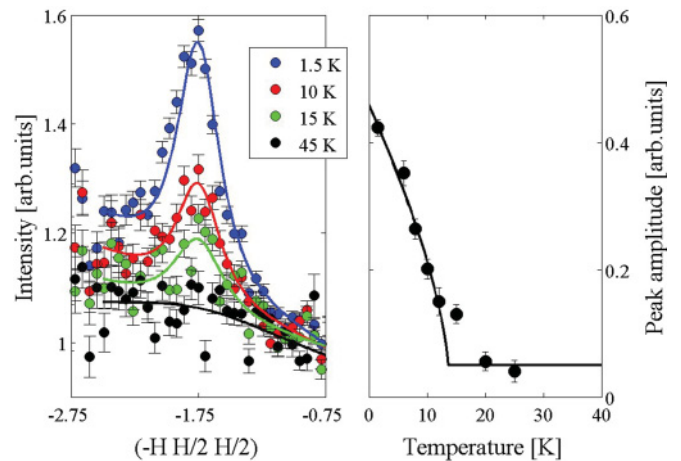 1.6
1.4
1.2
1
Intensity [arb.units]
1.5 K
10 K
15 K
45 K
-2.75
-1.75
-0.75
(-H H/2 H/2)
0.6
0.4
0.2
0
Peak amplitude [arb.units]
0
10
20
30
40
Temperature [K]